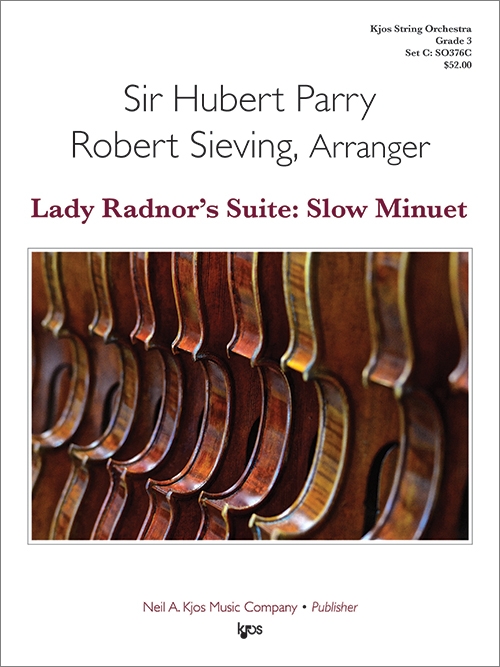 Kjos String Orchestra
Grade 3
Set C: SO376C
$52.00
Sir Hubert Parry
Robert Sieving, Arranger
Lady Radnor's Suite: Slow Minuet
Neil A. Kjos Music Company • Publisher
kjos